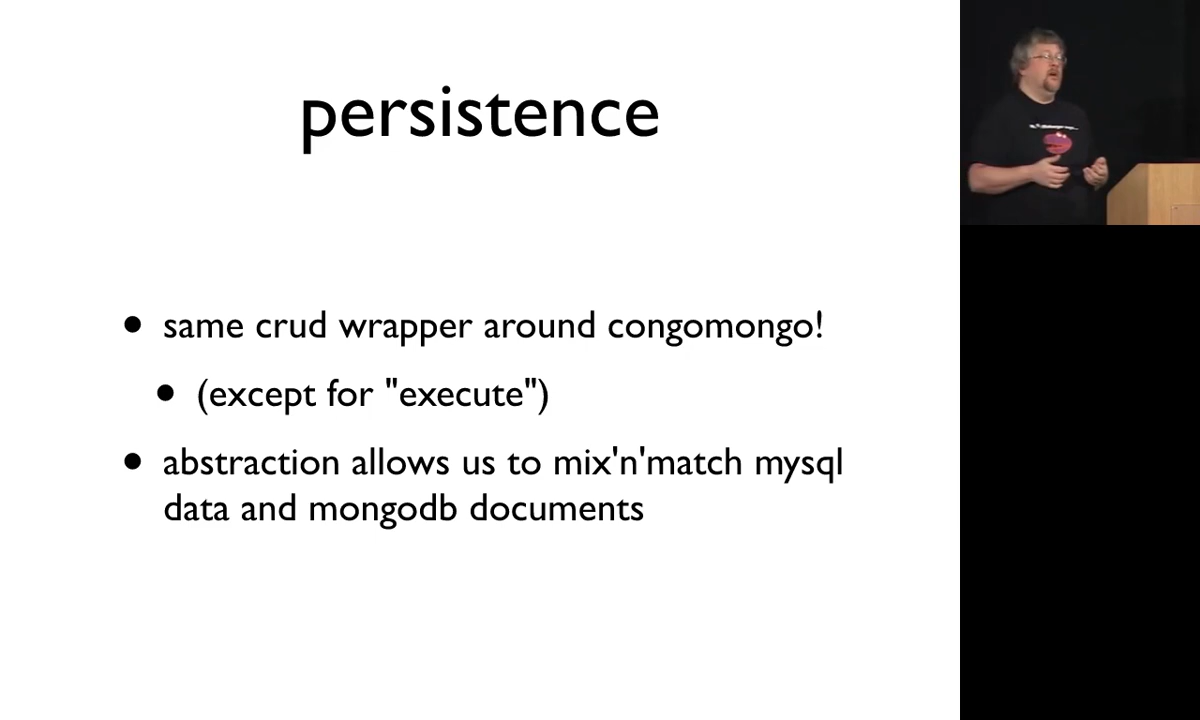 persistence
• same crud wrapper around congomongo!
• (except for "execute")
• abstraction allows us to mix'n'match mysql
data and mongodb documents